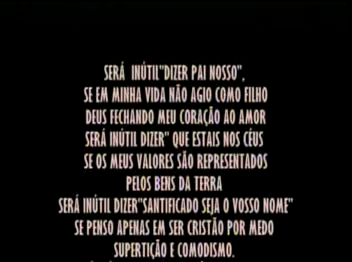 SERÁ INÚTIL"DIZER PAI NOSSO",
SE EM MINHA VIDA NÃO AGIO COMO FILHO
DEUS FECHANDO MEU CORAÇÃO AO AMOR
SERÁ INÚTIL DIZER" QUE ESTAIS NOS CÉUS
SE OS MEUS VALORES SÃO REPRESENTADOS
PELOS BENS DA TERRA
SERÁ INÚTIL DIZER"SANTIFICADO SEJA O VOSSO NOME"
SE PENSO APENAS EM SER CRISTÃO POR MEDO
SUPERTIÇÃO E COMODISMO.